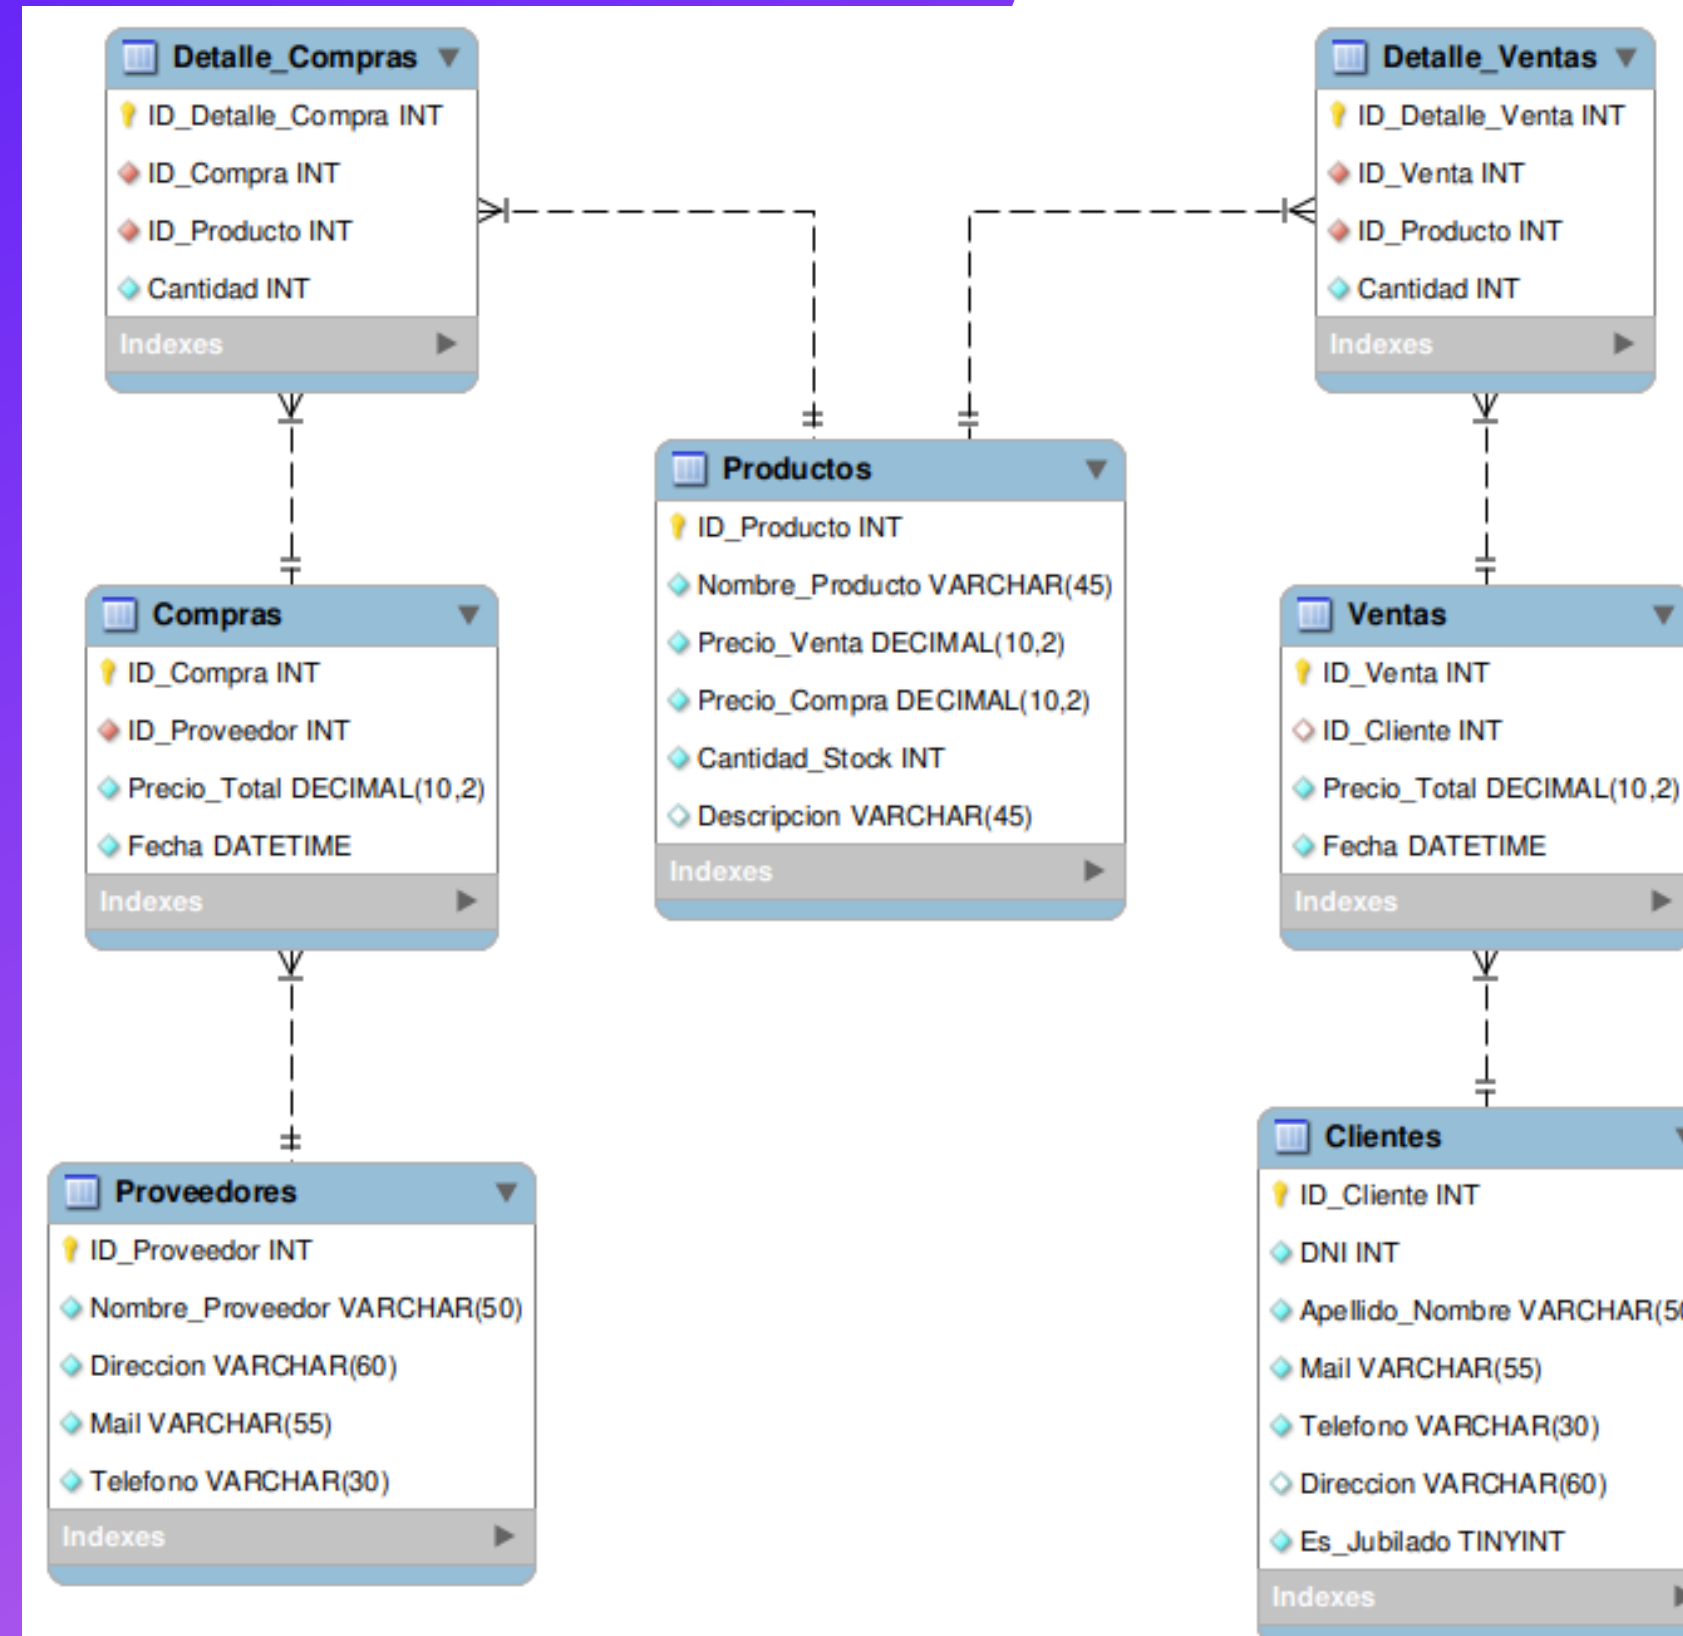 Detalle_Compras
ID_Detalle_Compra INT
ID_Compra INT
ID_Producto INT
Cantidad INT
Indexes
Detalle_Ventas
ID_Detalle_Venta INT
ID_Venta INT
ID_Producto INT
Cantidad INT
Indexes
Productos
ID_Producto INT
Nombre_Producto VARCHAR(45)
Precio_Venta DECIMAL(10,2)
Precio_Compra DECIMAL(10,2)
Cantidad_Stock INT
Descripcion VARCHAR(45)
Indexes
Compras
ID_Compra INT
ID_Proveedor INT
Precio_Total DECIMAL(10,2)
Fecha DATETIME
Indexes
Ventas
ID_Venta INT
ID_Cliente INT
Precio_Total DECIMAL(10,2)
Fecha DATETIME
Indexes
Proveedores
ID_Proveedor INT
Nombre_Proveedor VARCHAR(50)
Direccion VARCHAR(60)
Mail VARCHAR(55)
Telefono VARCHAR(30)
Indexes
Clientes
ID_Cliente INT
DNI INT
Apellido_Nombre VARCHAR(50
Mail VARCHAR(55)
Telefono VARCHAR(30)
Direccion VARCHAR(60)
Es_Jubilado TINYINT
Indexes